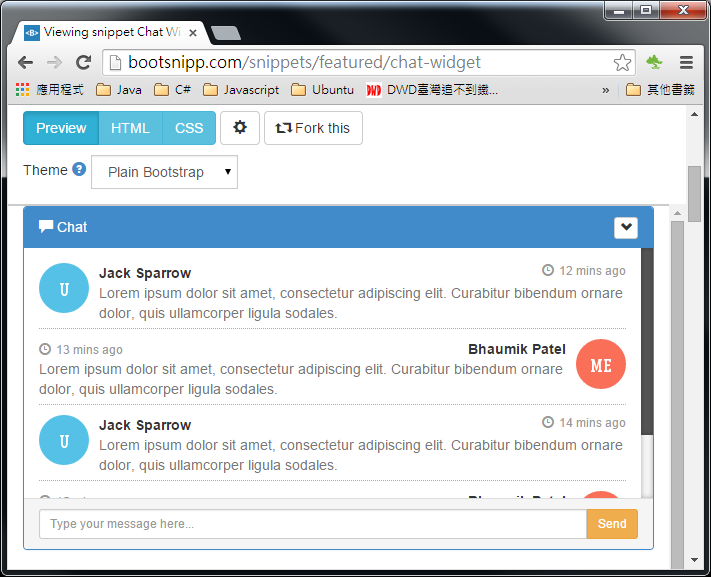 Viewing snippet Chat Wi
bootsnipp.com/snippets/featured/chat-widget
應用程式 Java C# Javascript Ubuntu DWD臺灣追不到鐵... » 其他書籤
Preview HTML CSS Fork this
Theme Plain Bootstrap
Chat
U Jack Sparrow 12 mins ago
Lorem ipsum dolor sit amet, consectetur adipiscing elit. Curabitur bibendum ornare
dolor, quis ullamcorper ligula sodales.
13 mins ago Bhaumik Patel ME
Lorem ipsum dolor sit amet, consectetur adipiscing elit. Curabitur bibendum ornare
dolor, quis ullamcorper ligula sodales.
U Jack Sparrow 14 mins ago
Lorem ipsum dolor sit amet, consectetur adipiscing elit. Curabitur bibendum ornare
dolor, quis ullamcorper ligula sodales.
Bhaumik Patel
Type your message here... Send